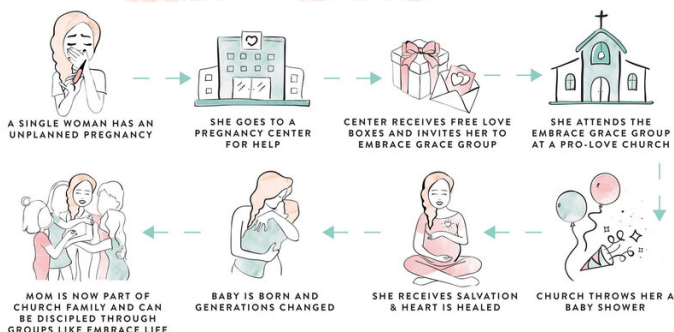 A SINGLE WOMAN HAS AN
UNPLANNED PREGNANCY
SHE GOES TO A
PREGNANCY CENTER
FOR HELP
CENTER RECEIVES FREE LOVE
BOXES AND INVITES HER TO
EMBRACE GRACE GROUP
SHE ATTENDS THE
EMBRACE GRACE GROUP
AT A PRO-LOVE CHURCH
CHURCH THROWS HER A
BABY SHOWER
SHE RECEIVES SALVATION
& HEART IS HEALED
BABY IS BORN AND
GENERATIONS CHANGED
MOM IS NOW PART OF
CHURCH FAMILY AND CAN
BE DISCIPLED THROUGH
GROUPS LIKE EMBRACE LIFE